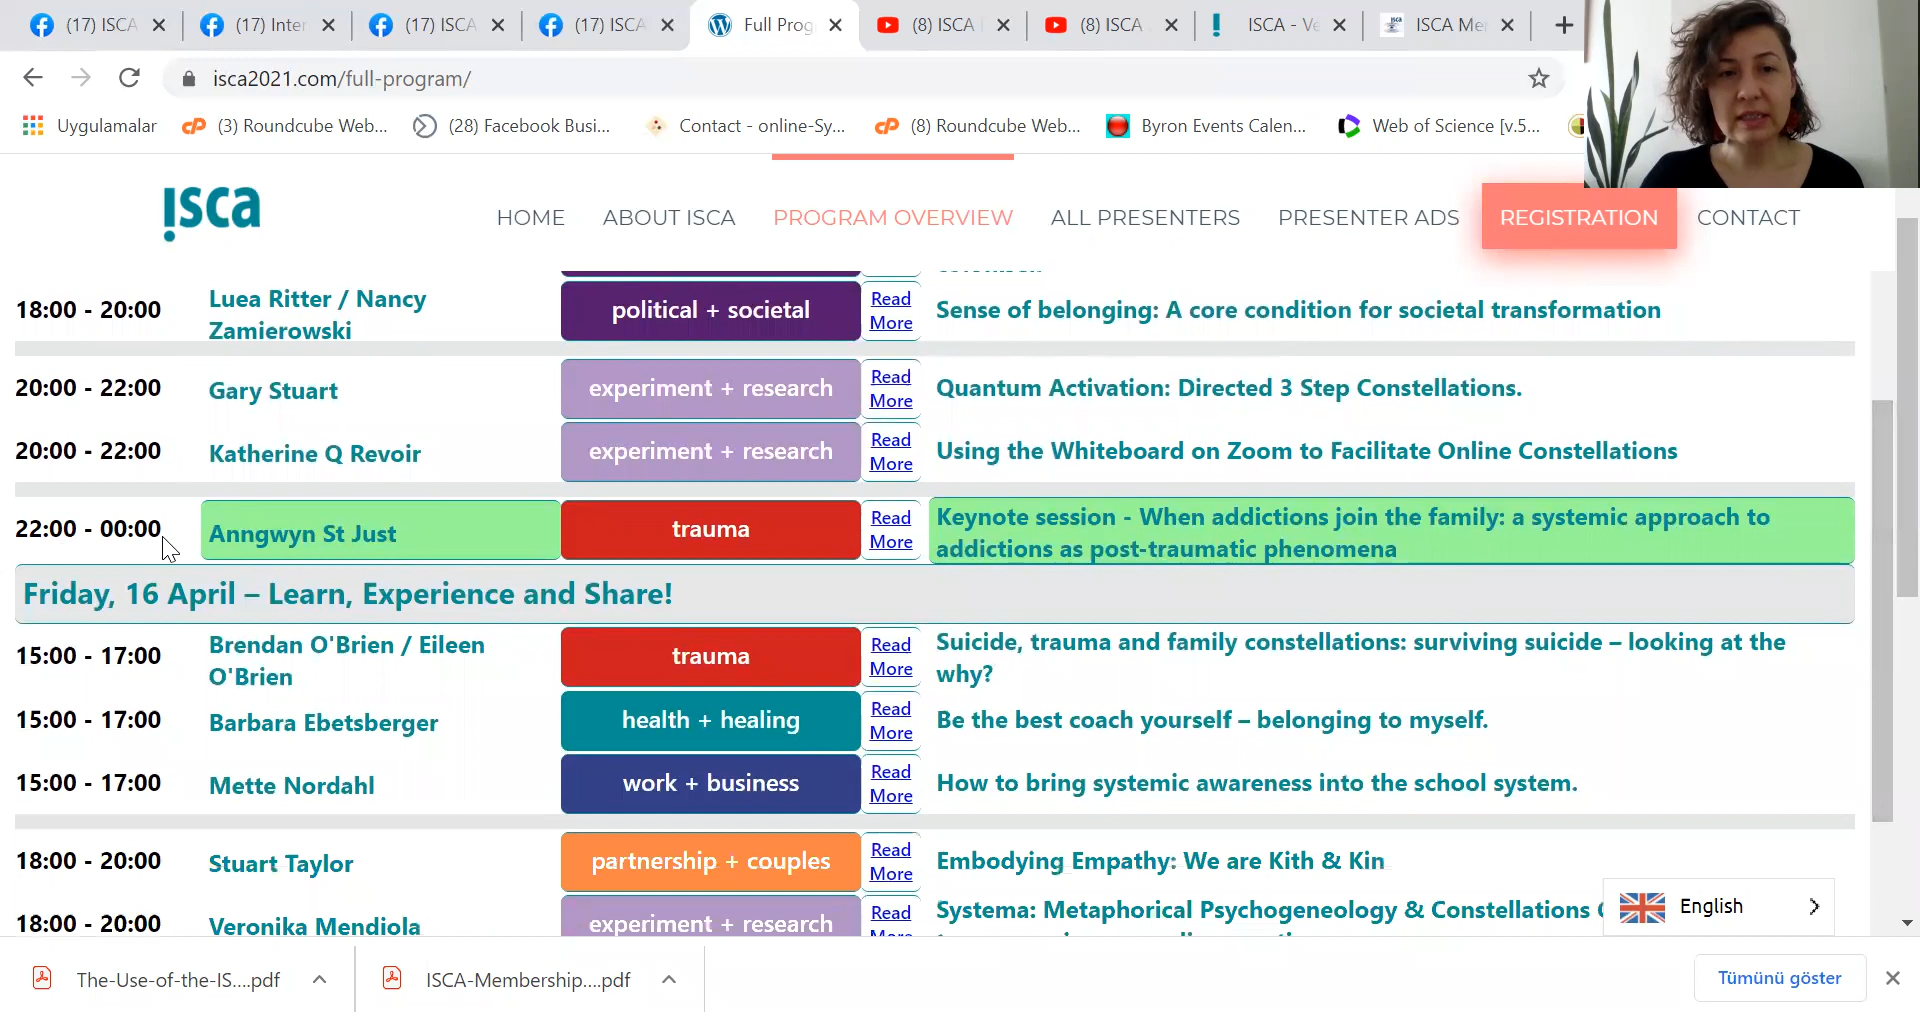 (17) ISCA
(17) Inter
(17) ISCA
(17) ISCA
Full Prog
(8) ISCA
(8) ISCA
ISCA - Ve
ISCA Me
isca2021.com/full-program/
Uygulamalar
(3) Roundcube Web...
(28) Facebook Busi...
Contact - online-Sy...
(8) Roundcube Web...
Byron Events Calen...
Web of Science [v.5...
isca
HOME
ABOUT ISCA
PROGRAM OVERVIEW
ALL PRESENTERS
PRESENTER ADS
REGISTRATION
CONTACT
18:00 - 20:00
Luea Ritter / Nancy
Zamierowski
political + societal
Read
More
Sense of belonging: A core condition for societal transformation
20:00 - 22:00
Gary Stuart
experiment + research
Read
More
Quantum Activation: Directed 3 Step Constellations.
20:00 - 22:00
Katherine Q Revoir
experiment + research
Read
More
Using the Whiteboard on Zoom to Facilitate Online Constellations
22:00 - 00:00
Anngwyn St Just
trauma
Read
More
Keynote session - When addictions join the family: a systemic approach to
addictions as post-traumatic phenomena
Friday, 16 April – Learn, Experience and Share!
15:00 - 17:00
Brendan O'Brien / Eileen
O'Brien
trauma
Read
More
Suicide, trauma and family constellations: surviving suicide – looking at the
why?
15:00 - 17:00
Barbara Ebetsberger
health + healing
Read
More
Be the best coach yourself – belonging to myself.
15:00 - 17:00
Mette Nordahl
work + business
Read
More
How to bring systemic awareness into the school system.
18:00 - 20:00
Stuart Taylor
partnership + couples
Read
More
Embodying Empathy: We are Kith & Kin
18:00 - 20:00
Veronika Mendiola
experiment + research
Read
More
Systema: Metaphorical Psychogeneology & Constellations
English
The-Use-of-the-IS....pdf
ISCA-Membership....pdf
Tümünü göster